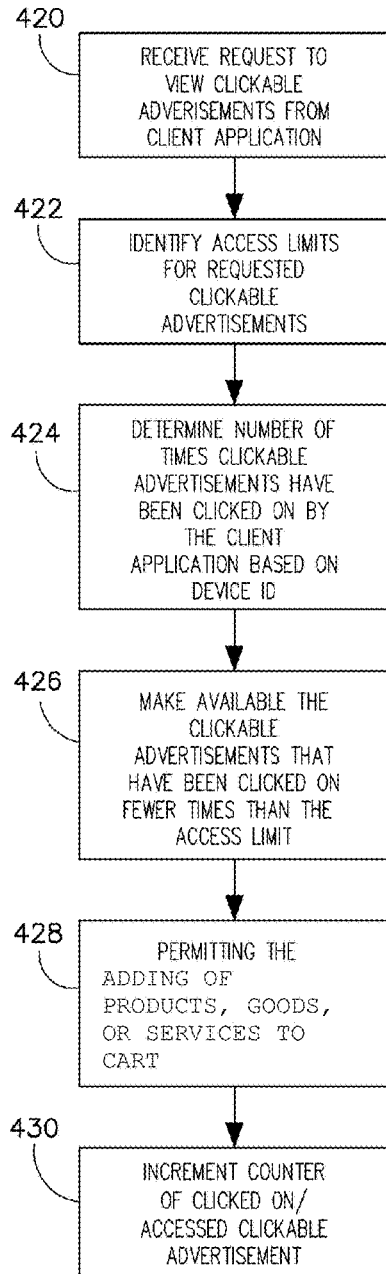 420
RECEIVE REQUEST TO
VIEW CLICKABLE
ADVERISEMENTS FROM
CLIENT APPLICATION
422
IDENTIFY ACCESS LIMITS
FOR REQUESTED
CLICKABLE
ADVERTISEMENTS
424
DETERMINE NUMBER OF
TIMES CLICKABLE
ADVERTISEMENTS HAVE
BEEN CLICKED ON BY
THE CLIENT
APPLICATION BASED ON
DEVICE ID
426
MAKE AVAILABLE THE
CLICKABLE
ADVERTISEMENTS THAT
HAVE BEEN CLICKED ON
FEWER TIMES THAN THE
ACCESS LIMIT
428
PERMITTING THE
ADDING OF
PRODUCTS, GOODS,
OR SERVICES TO
CART
430
INCREMENT COUNTER
OF CLICKED ON/
ACCESSED CLICKABLE
ADVERTISEMENT